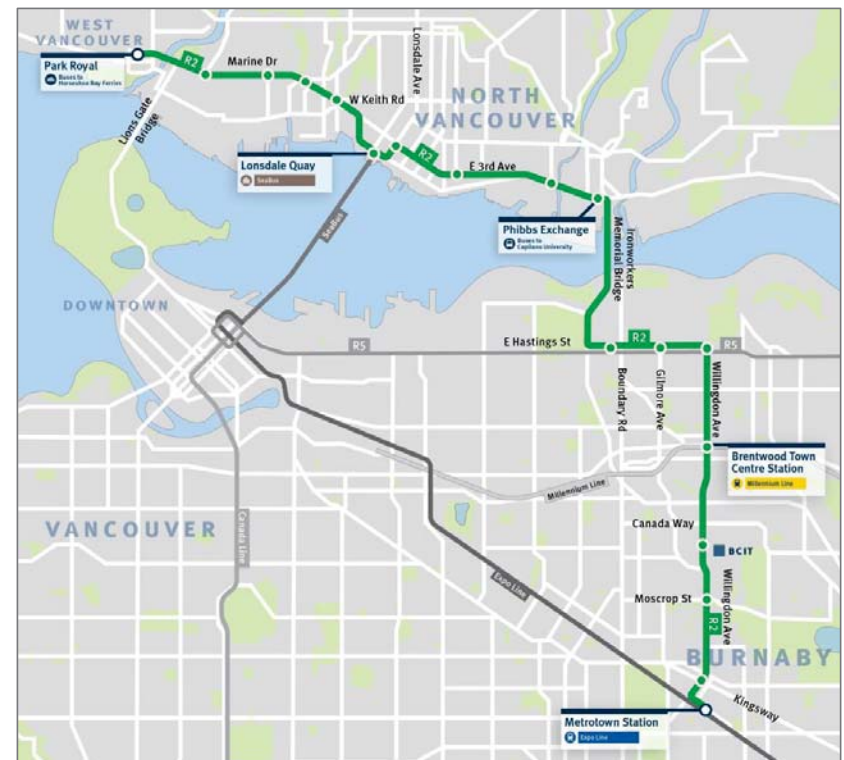 WEST
VANCOUVER
Park Royal
Buses to
Horseshoe Bay Ferries
R2
Marine Dr
Lonsdale Ave
W Keith Rd
NORTH
VANCOUVER
Lions Gate
Bridge
Lonsdale Quay
SeaBus
R2
E 3rd Ave
Phibbs Exchange
Buses to
Capilano University
Ironworkers
Memorial Bridge
SeaBus
DOWNTOWN
R5
E Hastings St
R2
R5
Boundary Rd
Gilmore Ave
Willingdon Ave
Brentwood Town
Centre Station
Millennium Line
Millennium Line
VANCOUVER
Canada Line
Canada Way
BCIT
Expo Line
Moscrop St
Willingdon Ave
R2
BURNABY
Kingsway
Metrotown Station
Expo Line